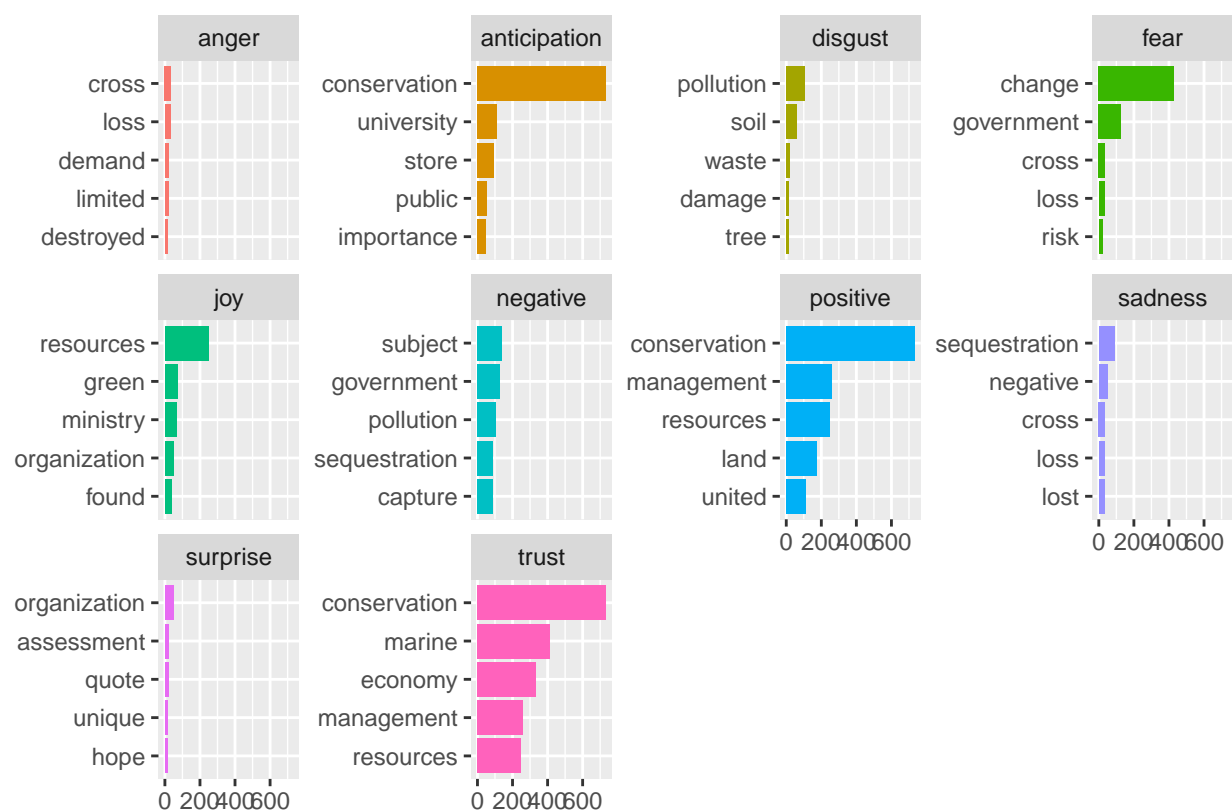 anger
cross
loss
demand
limited
destroyed
anticipation
conservation
university
store
public
importance
disgust
pollution
soil
waste
damage
tree
fear
change
government
cross
loss
risk
joy
resources
green
ministry
organization
found
negative
subject
government
pollution
sequestration
capture
positive
conservation
management
resources
land
united
0 200 400 600
sadness
sequestration
negative
cross
loss
lost
0 200 400 600
surprise
organization
assessment
quote
unique
hope
0 200 400 600
trust
conservation
marine
economy
management
resources
0 200 400 600